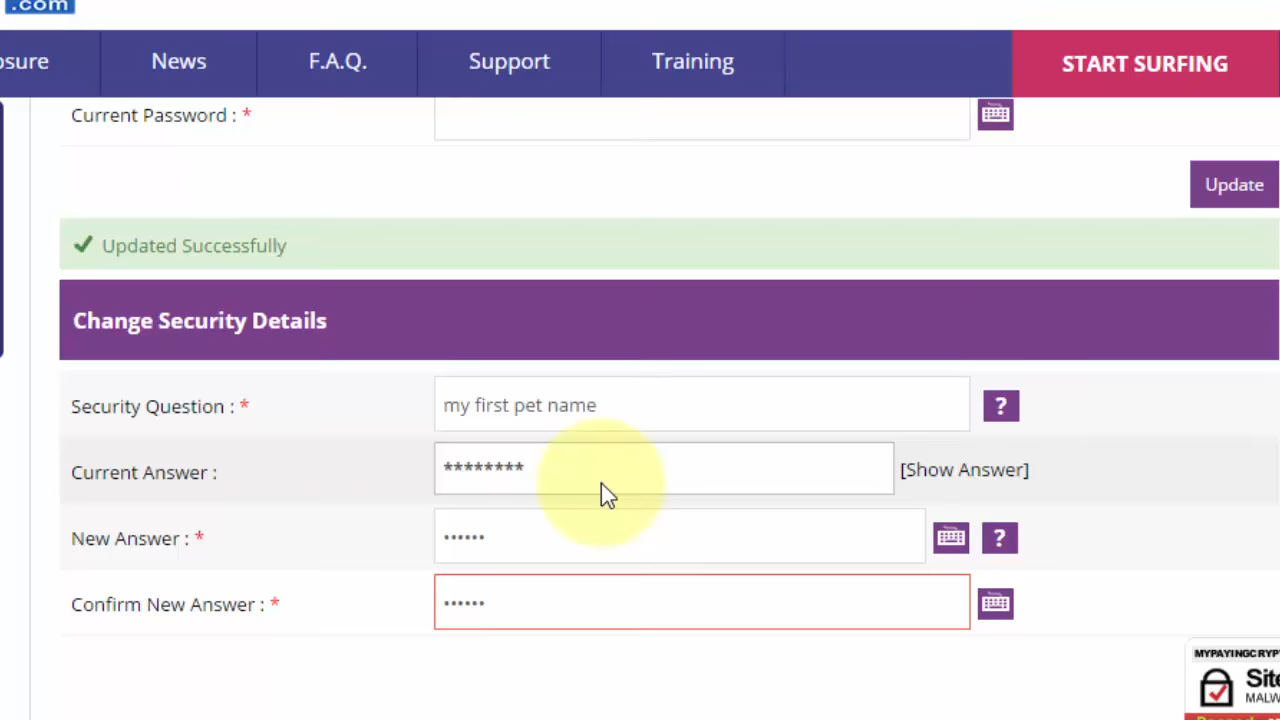 .com
osure News F.A.Q. Support Training START SURFING
Current Password : *
Update
✔ Updated Successfully
Change Security Details
Security Question : * my first pet name ?
Current Answer : ******** [Show Answer]
New Answer : * •••••• ?
Confirm New Answer : * ••••••
MYPAYINGCRYP
Site
MALW